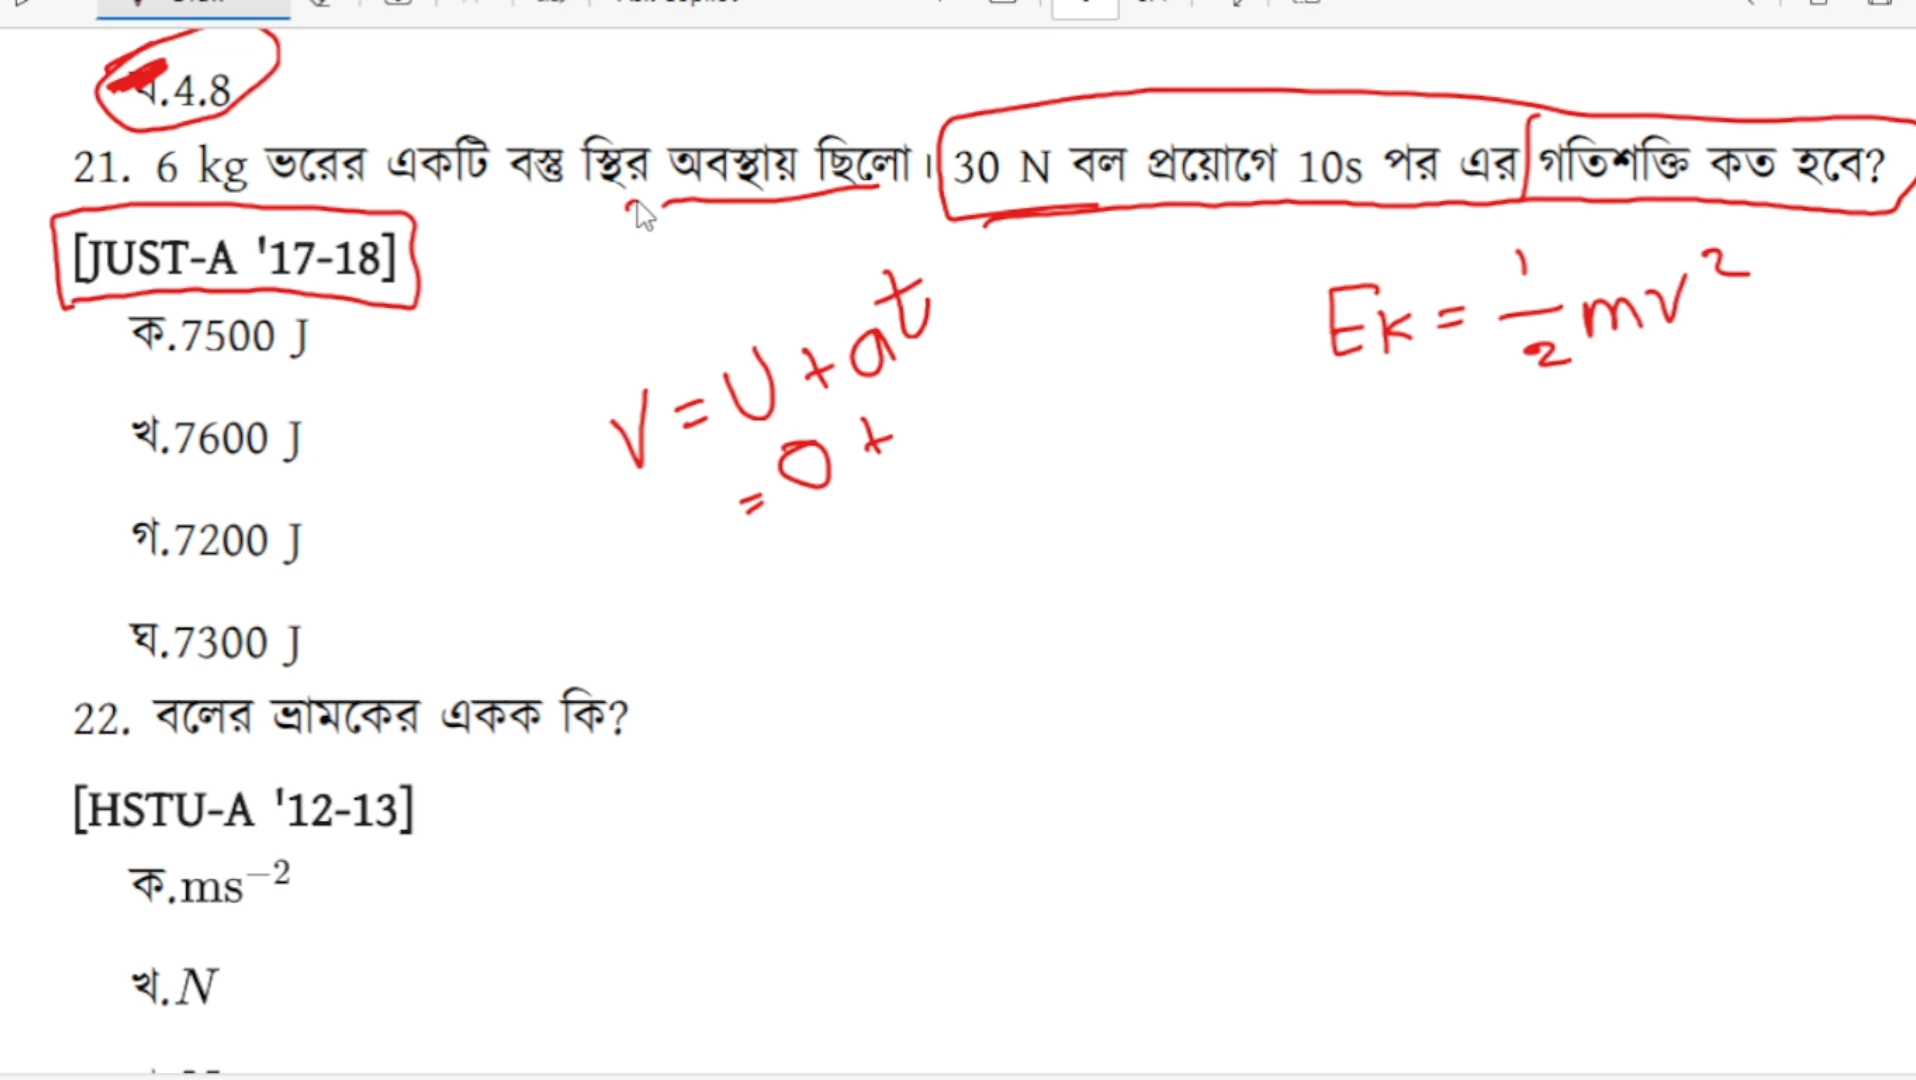 ঘ.4.8
21. 6 kg ভরের একটি বস্তু স্থির অবস্থায় ছিলো। 30 N বল প্রয়োগে 10s পর এর গতিশক্তি কত হবে?
[JUST-A '17-18]
ক.7500 J
খ.7600 J
গ.7200 J
ঘ.7300 J
V = U + at
= 0 +
EK = 1/2 mv²
22. বলের ভ্রামকের একক কি?
[HSTU-A '12-13]
ক.ms⁻²
খ.N